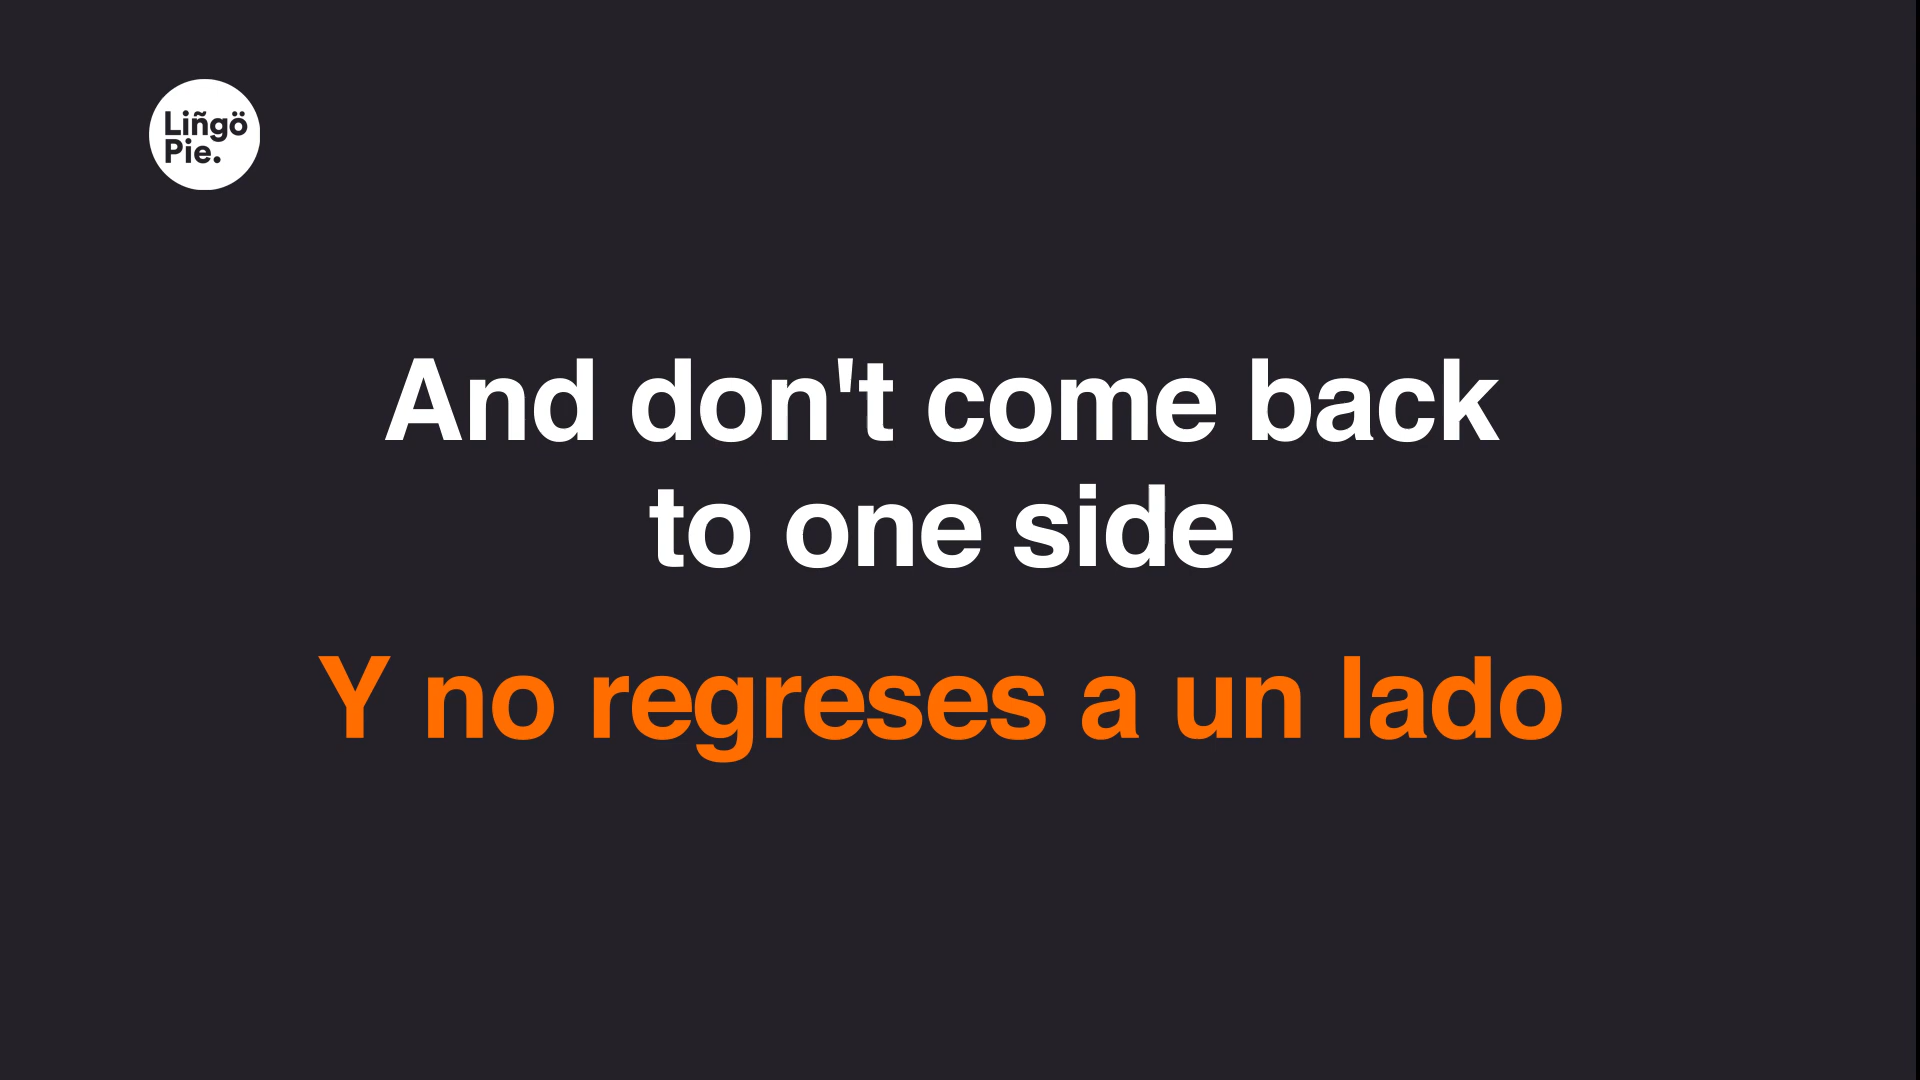 Liñgö
Pie.
And don't come back
to one side
Y no regreses a un lado